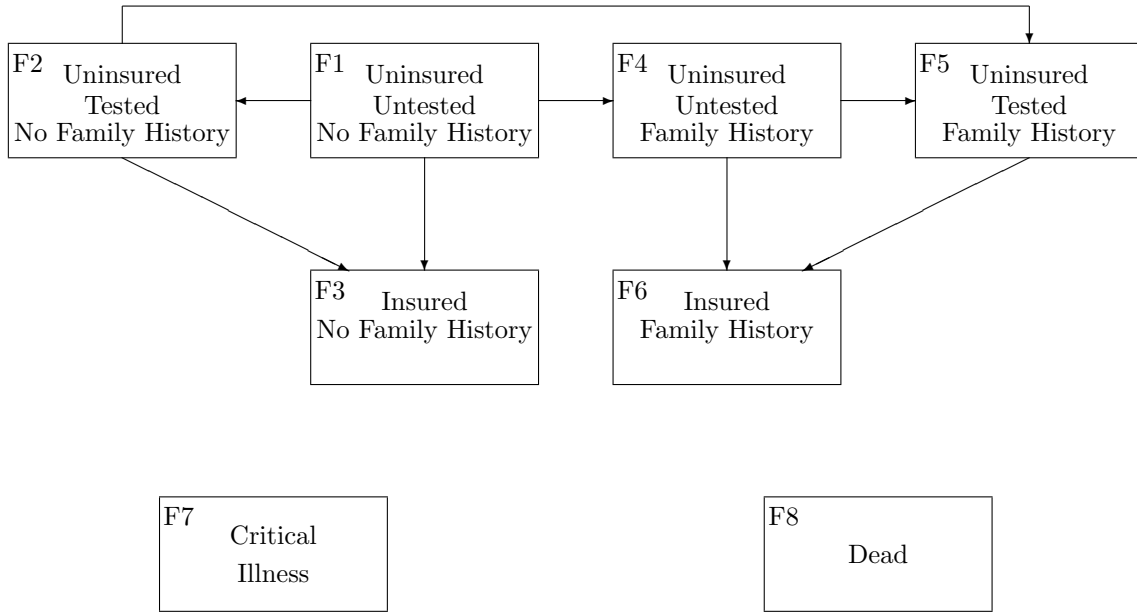 F2
Uninsured
Tested
No Family History
F1
Uninsured
Untested
No Family History
F4
Uninsured
Untested
Family History
F5
Uninsured
Tested
Family History
F3
Insured
No Family History
F6
Insured
Family History
F7
Critical
Illness
F8
Dead